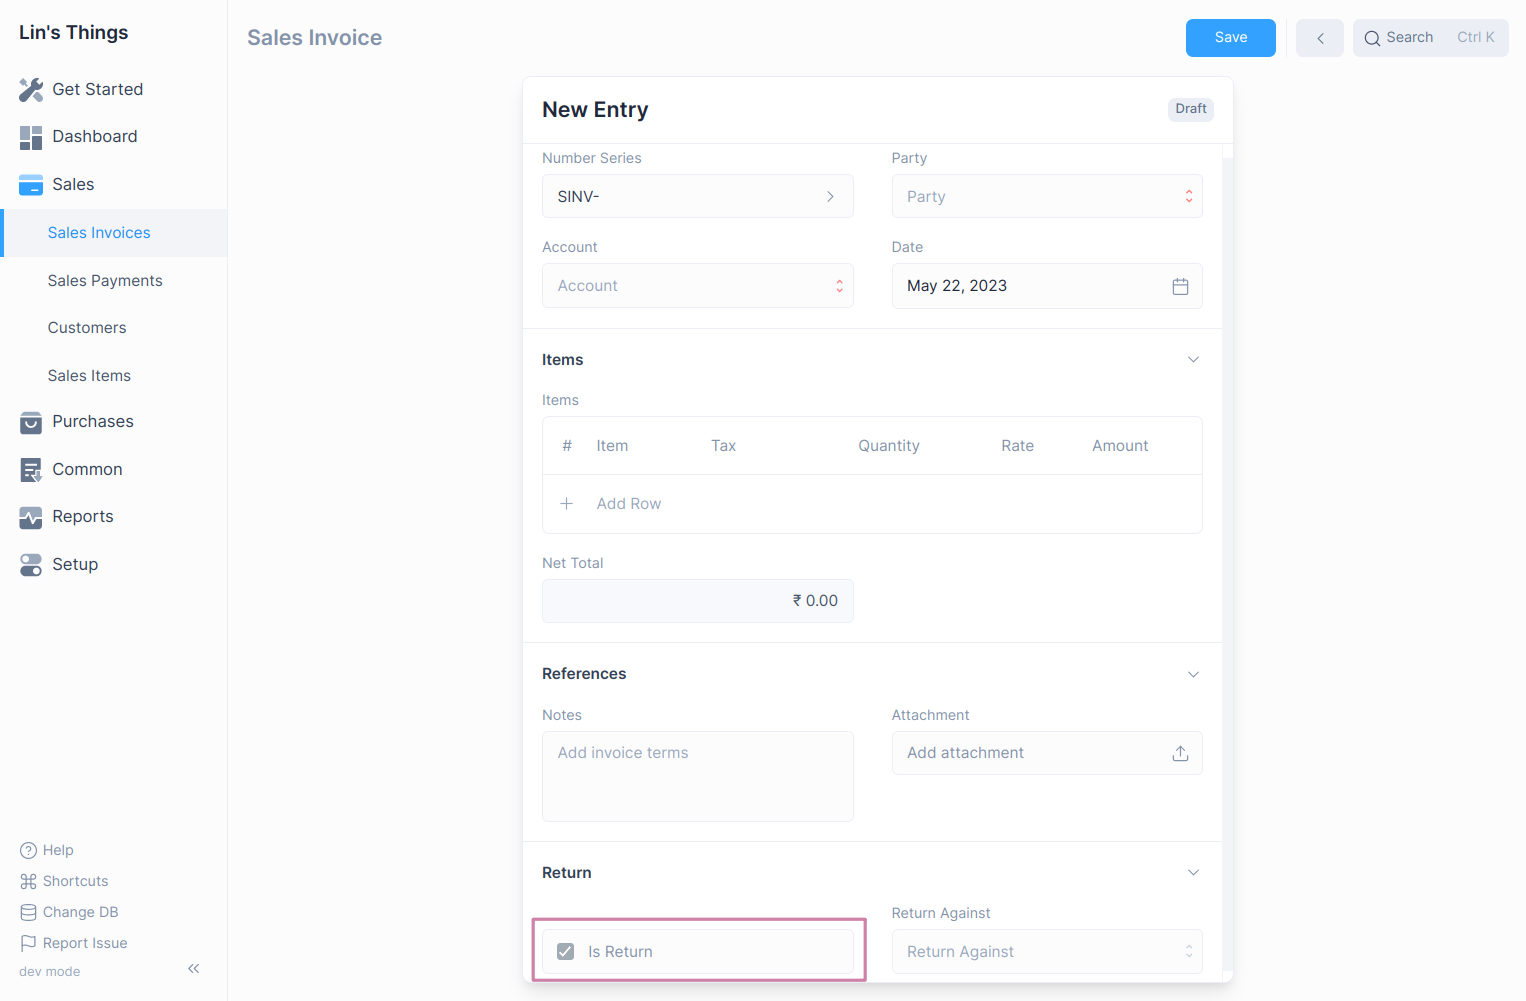 Lin's Things
Get Started
Dashboard
Sales
Sales Invoices
Sales Payments
Customers
Sales Items
Purchases
Common
Reports
Setup
Help
Shortcuts
Change DB
Report Issue
dev mode
Sales Invoice
Save
Search Ctrl K
New Entry
Draft
Number Series Party
SINV- Party
Account Date
Account May 22, 2023
Items
Items
# Item Tax Quantity Rate Amount
Add Row
Net Total
₹ 0.00
References
Notes Attachment
Add invoice terms Add attachment
Return
Return Against
Is Return Return Against